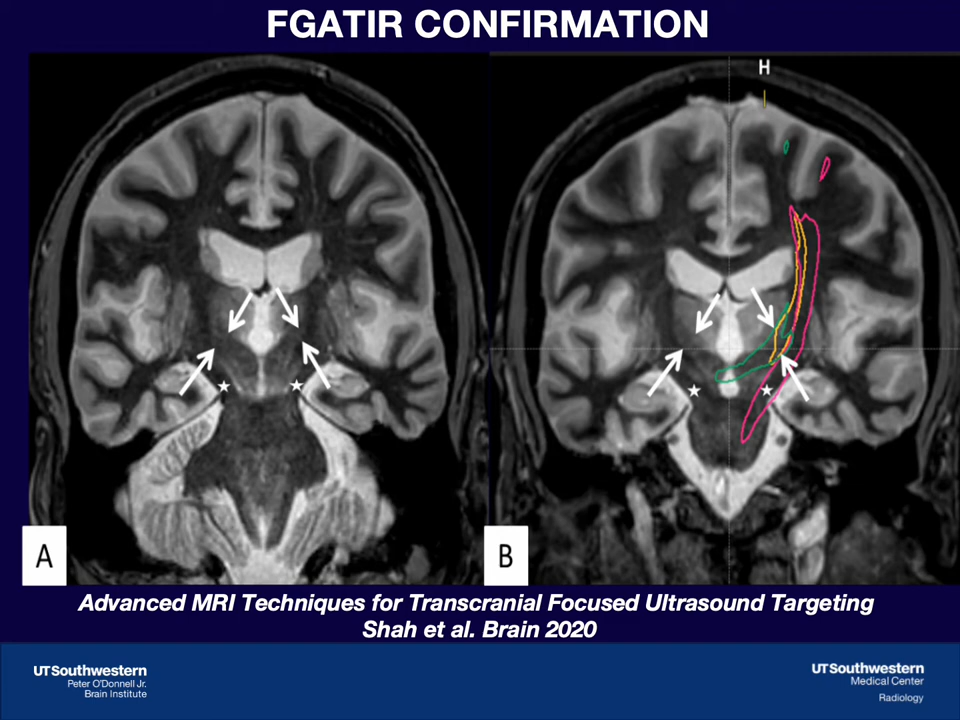 FGATIR CONFIRMATION
H
A
B
Advanced MRI Techniques for Transcranial Focused Ultrasound Targeting
Shah et al. Brain 2020
UTSouthwestern
Peter O'Donnell Jr.
Brain Institute
UTSouthwestern
Medical Center
Radiology